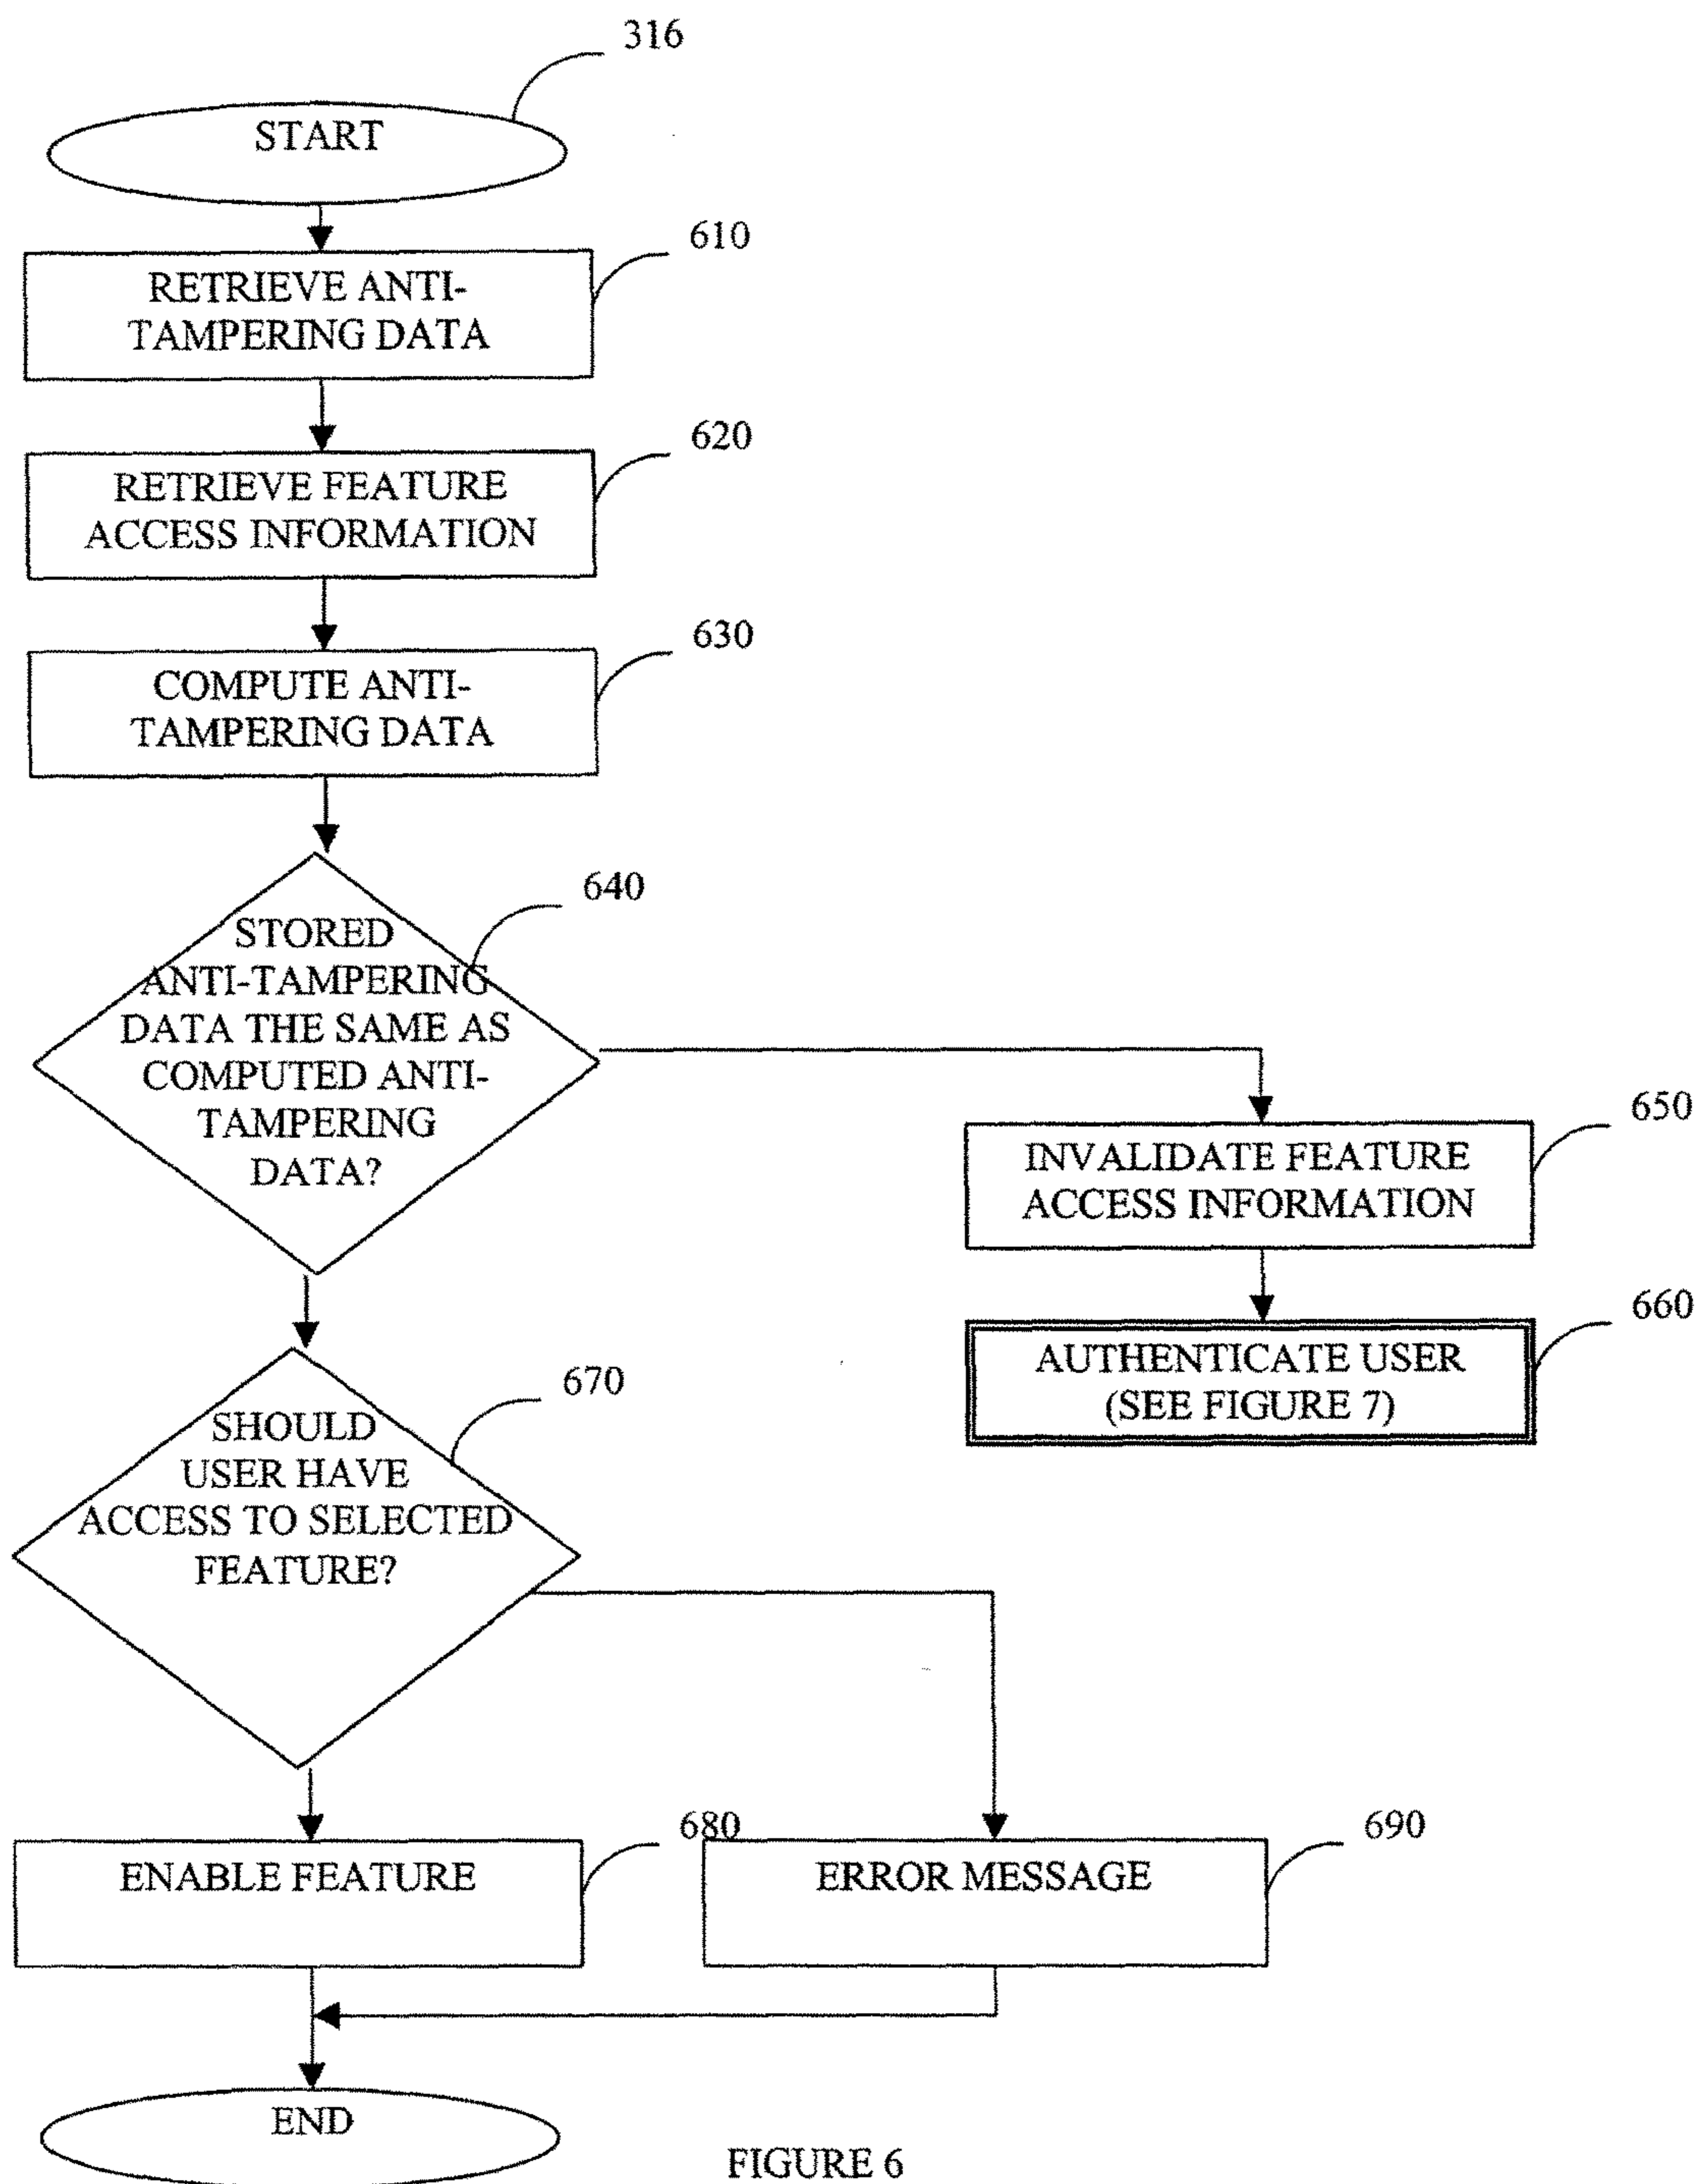 316
START
610
RETRIEVE ANTI-
TAMPERING DATA
620
RETRIEVE FEATURE
ACCESS INFORMATION
630
COMPUTE ANTI-
TAMPERING DATA
640
STORED
ANTI-TAMPERING
DATA THE SAME AS
COMPUTED ANTI-
TAMPERING
DATA?
650
INVALIDATE FEATURE
ACCESS INFORMATION
660
AUTHENTICATE USER
(SEE FIGURE 7)
670
SHOULD
USER HAVE
ACCESS TO SELECTED
FEATURE?
680
ENABLE FEATURE
690
ERROR MESSAGE
END
FIGURE 6